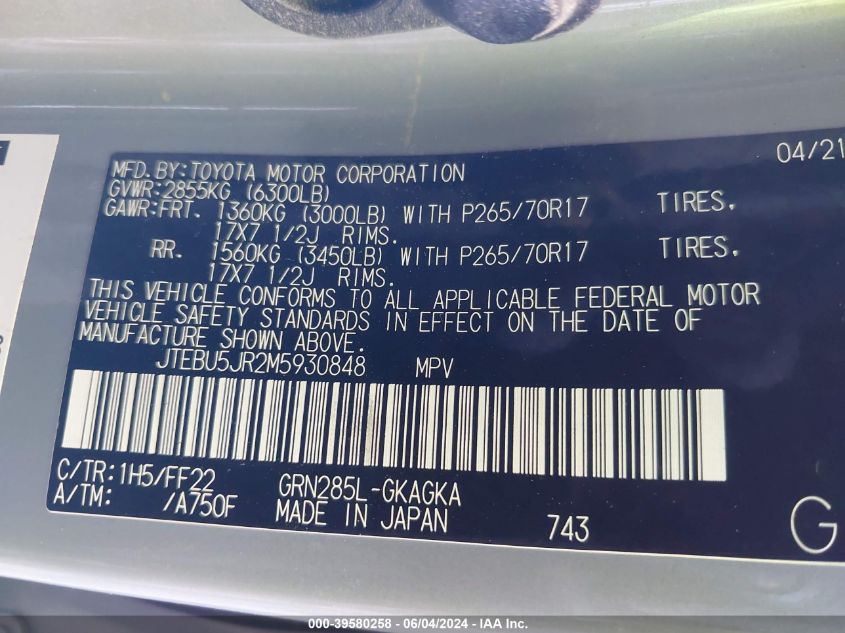 04/21
MFD.BY:TOYOTA MOTOR CORPORATION
GVWR:2855KG (6300LB)
GAWR:FRT. 1360KG (3000LB) WITH P265/70R17 TIRES.
17X7 1/2J RIMS.
RR. 1560KG (3450LB) WITH P265/70R17 TIRES.
17X7 1/2J RIMS.
THIS VEHICLE CONFORMS TO ALL APPLICABLE FEDERAL MOTOR
VEHICLE SAFETY STANDARDS IN EFFECT ON THE DATE OF
MANUFACTURE SHOWN ABOVE.
JTEBU5JR2M5930848 MPV
C/TR:1H5/FF22 GRN285L-GKAGKA
A/TM: /A750F MADE IN JAPAN 743 G
000-39580258 - 06/04/2024 - IAA Inc.